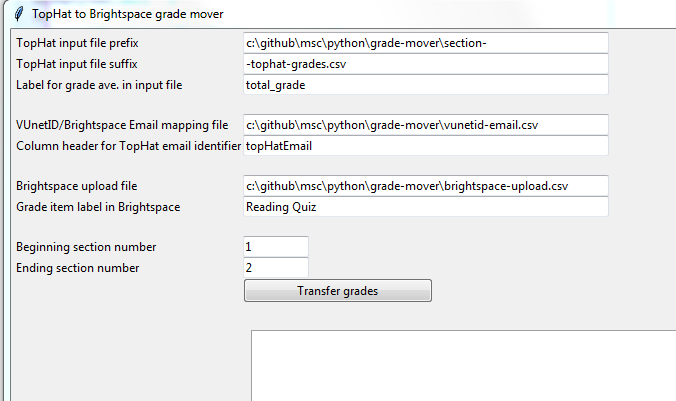 TopHat to Brightspace grade mover
TopHat input file prefix c:\github\msc\python\grade-mover\section-
TopHat input file suffix -tophat-grades.csv
Label for grade ave. in input file total_grade
VUnetID/Brightspace Email mapping file c:\github\msc\python\grade-mover\vunetid-email.csv
Column header for TopHat email identifier topHatEmail
Brightspace upload file c:\github\msc\python\grade-mover\brightspace-upload.csv
Grade item label in Brightspace Reading Quiz
Beginning section number 1
Ending section number 2
Transfer grades